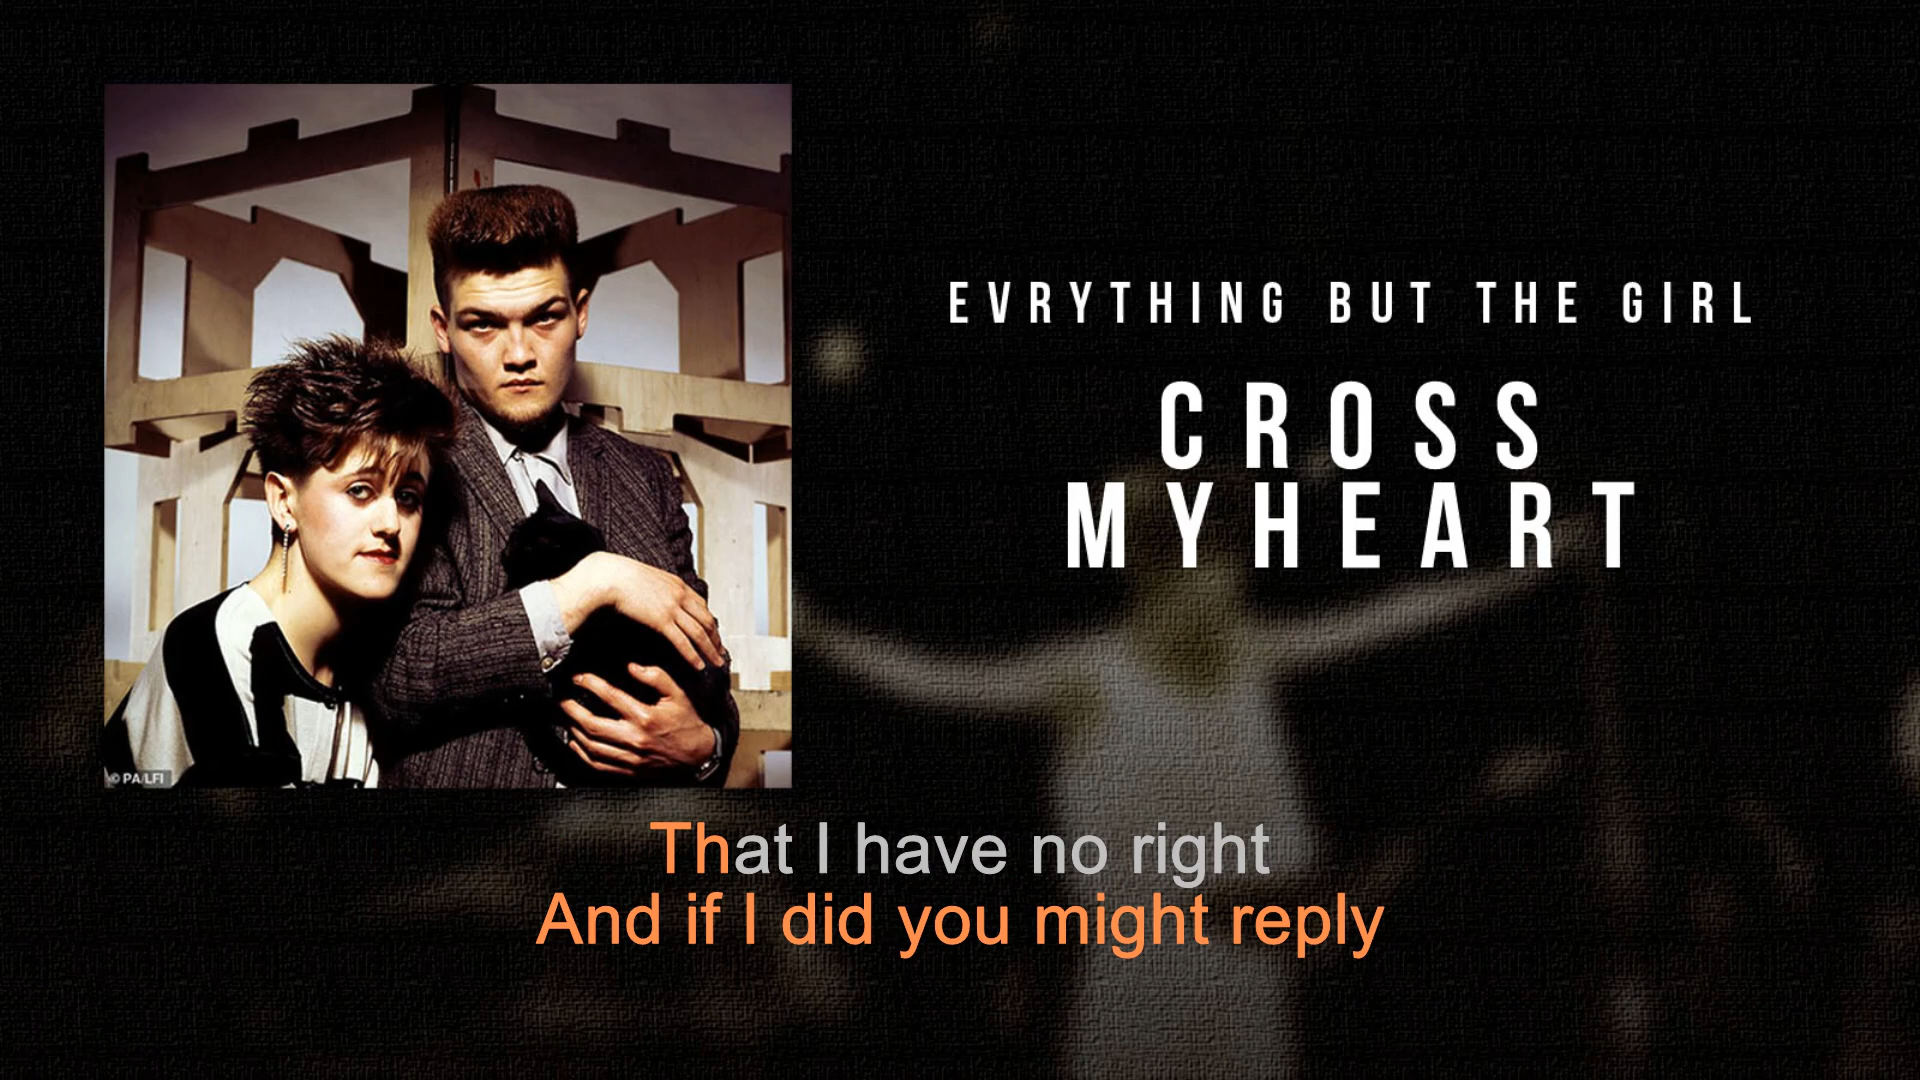 EVRYTHING BUT THE GIRL
CROSS
MYHEART
© PA/LFI
That I have no right
And if I did you might reply